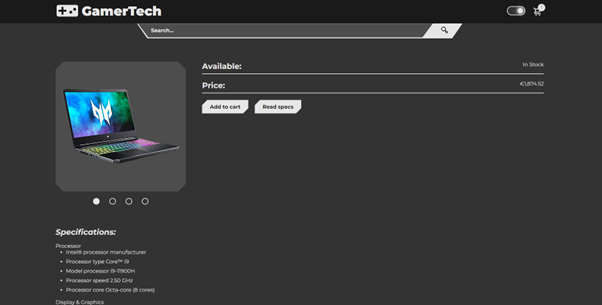 GamerTech
1
Search...
Available: In Stock
Price: €1,874.52
Add to cart Read specs
Specifications:
Processor
• Intel® processor manufacturer
• Processor type Core™ i9
• Model processor i9-11900H
• Processor speed 2,50 GHz
• Processor core Octa-core (8 cores)
Display & Graphics